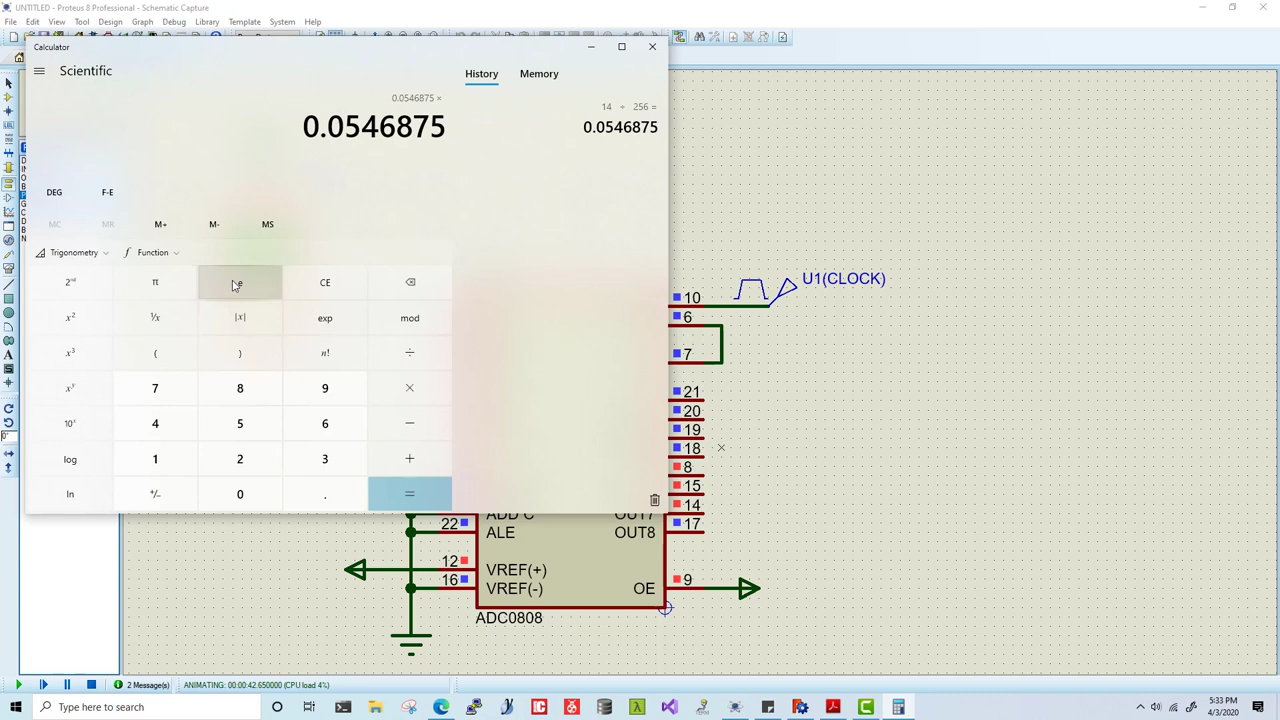 UNTITLED - Proteus 8 Professional - Schematic Capture
File Edit View Tool Design Graph Debug Library Template System Help
Calculator
Scientific
History Memory
0.0546875 ×
0.0546875
14 ÷ 256 =
0.0546875
DEG F-E
MC MR M+ M- MS
Trigonometry Function
π e CE
x² ¹/x |x| exp mod
x³ ( ) n! ÷
xʸ 7 8 9 ×
10ˣ 4 5 6 −
log 1 2 3 +
ln +/- 0 . =
U1(CLOCK)
10
6
7
21
20
19
18
8
15
14
17
9
ADD C
22 ALE
12 VREF(+)
16 VREF(-)
OUT7
OUT8
OE
ADC0808
2 Message(s) ANIMATING: 00:00:42.650000 (CPU load 4%)
Type here to search
5:33 PM
4/3/2020